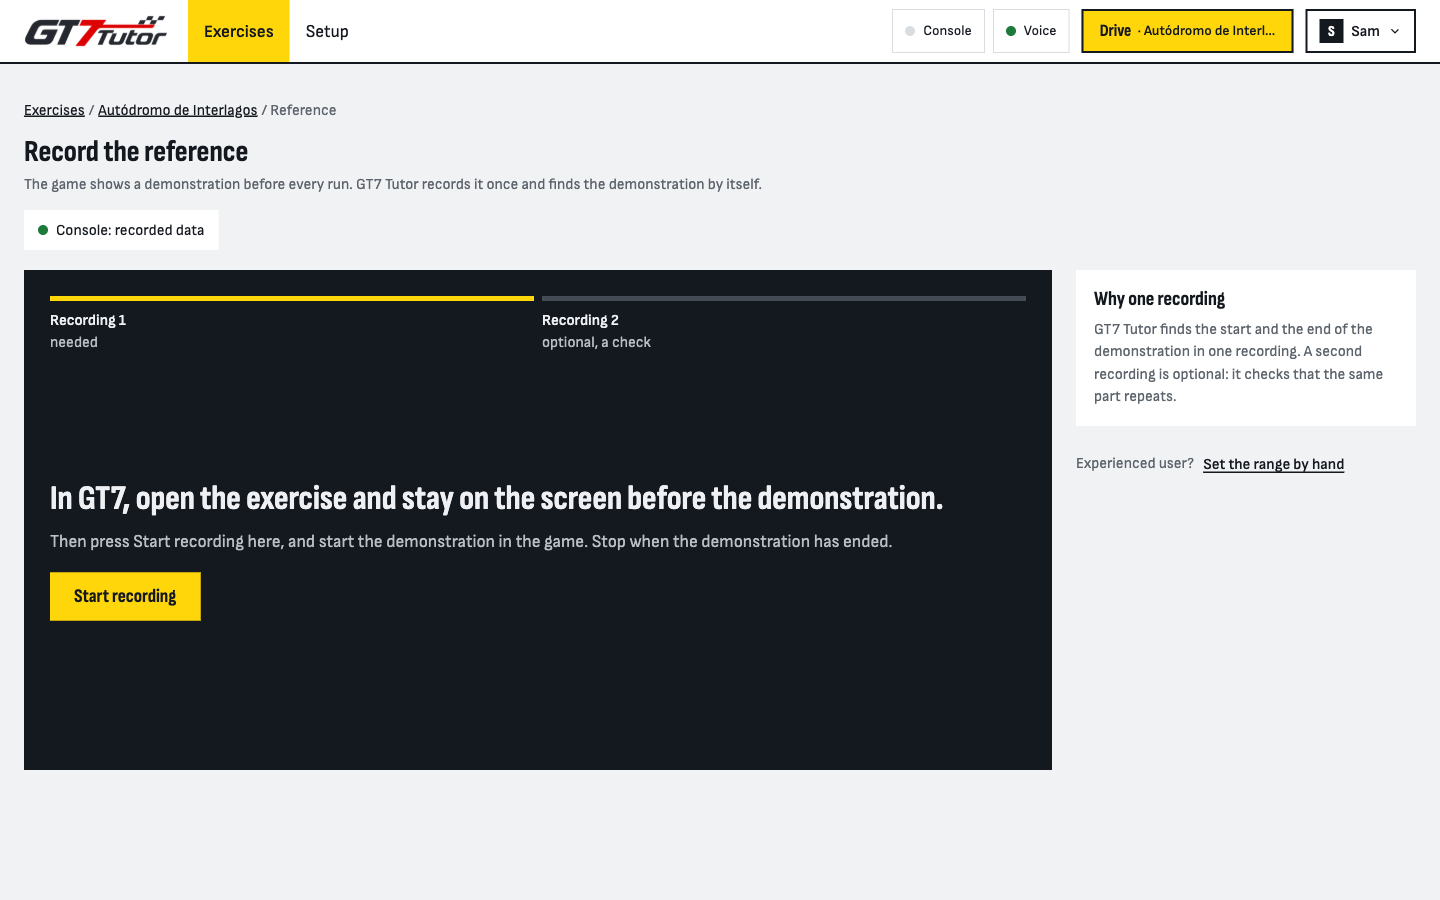 GT7 Tutor
Exercises
Setup
Console
Voice
Drive · Autódromo de Interl...
S Sam
Exercises / Autódromo de Interlagos / Reference
Record the reference
The game shows a demonstration before every run. GT7 Tutor records it once and finds the demonstration by itself.
Console: recorded data
Recording 1
needed
Recording 2
optional, a check
In GT7, open the exercise and stay on the screen before the demonstration.
Then press Start recording here, and start the demonstration in the game. Stop when the demonstration has ended.
Start recording
Why one recording
GT7 Tutor finds the start and the end of the
demonstration in one recording. A second
recording is optional: it checks that the same
part repeats.
Experienced user? Set the range by hand